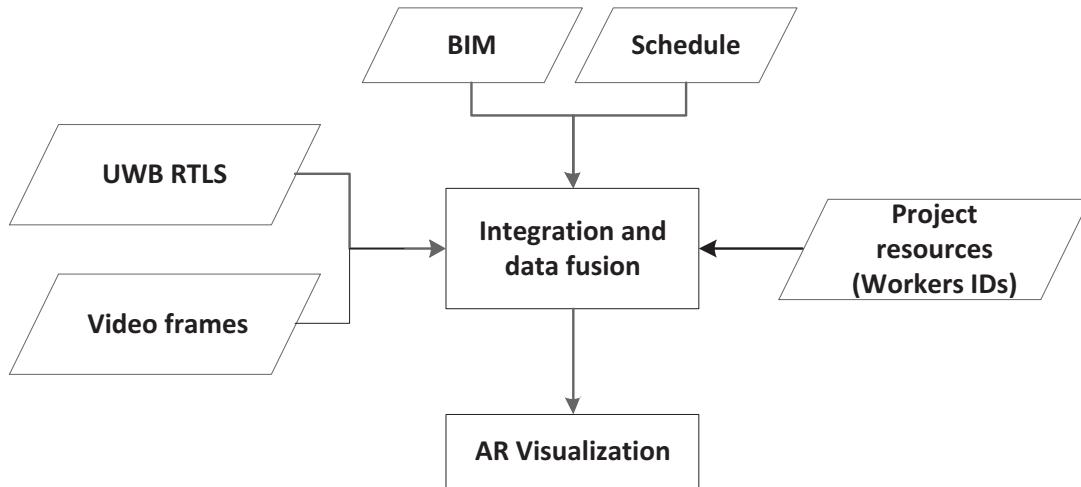 BIM
Schedule
UWB RTLS
Integration and
data fusion
Project
resources
(Workers IDs)
Video frames
AR Visualization